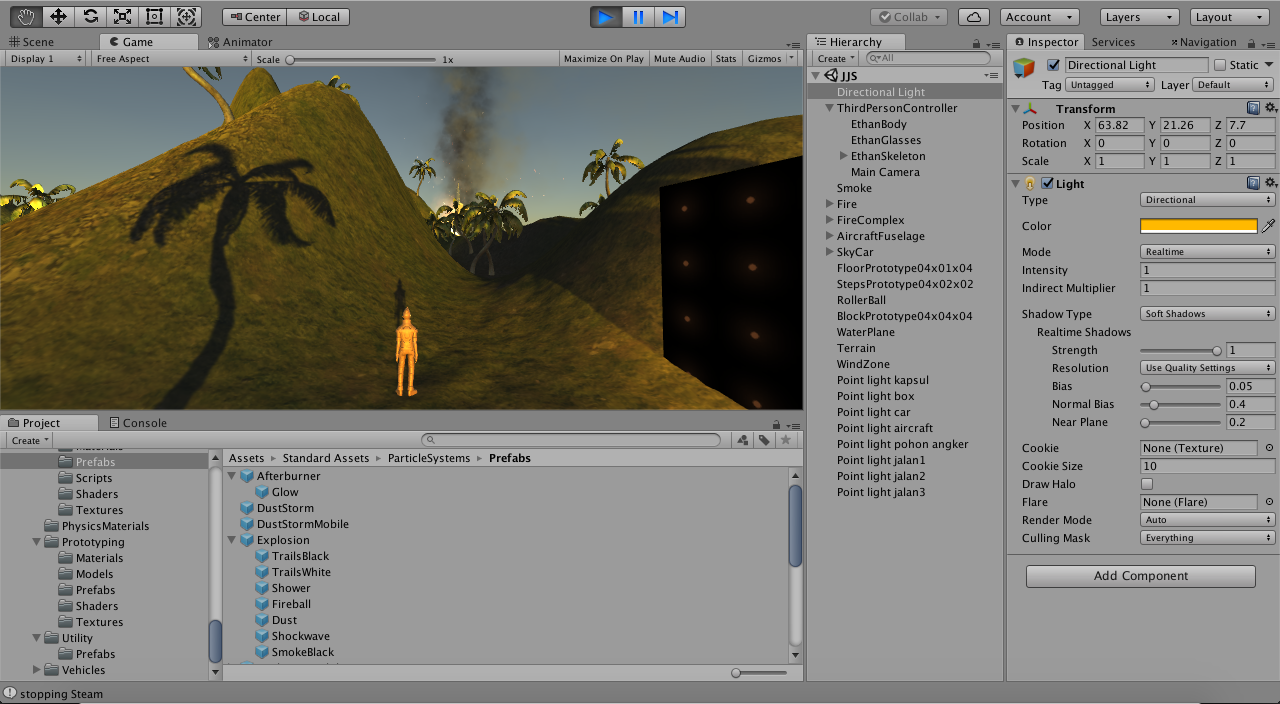 Center Local Collab Account Layers Layout
Scene Game Animator
Display 1 Free Aspect Scale 1x Maximize On Play Mute Audio Stats Gizmos
Hierarchy
Create All
JJS
Directional Light
ThirdPersonController
EthanBody
EthanGlasses
EthanSkeleton
Main Camera
Smoke
Fire
FireComplex
AircraftFuselage
SkyCar
FloorPrototype04x01x04
StepsPrototype04x02x02
RollerBall
BlockPrototype04x04x04
WaterPlane
Terrain
WindZone
Point light kapsul
Point light box
Point light car
Point light aircraft
Point light pohon angker
Point light jalan1
Point light jalan2
Point light jalan3
Inspector Services Navigation
Directional Light Static
Tag Untagged Layer Default
Transform
Position X 63.82 Y 21.26 Z 7.7
Rotation X 0 Y 0 Z 0
Scale X 1 Y 1 Z 1
Light
Type Directional
Color
Mode Realtime
Intensity 1
Indirect Multiplier 1
Shadow Type Soft Shadows
Realtime Shadows
Strength 1
Resolution Use Quality Settings
Bias 0.05
Normal Bias 0.4
Near Plane 0.2
Cookie None (Texture)
Cookie Size 10
Draw Halo
Flare None (Flare)
Render Mode Auto
Culling Mask Everything
Add Component
Project Console
Create
Prefabs
Scripts
Shaders
Textures
PhysicsMaterials
Prototyping
Materials
Models
Prefabs
Shaders
Textures
Utility
Prefabs
Vehicles
Assets Standard Assets ParticleSystems Prefabs
Afterburner
Glow
DustStorm
DustStormMobile
Explosion
TrailsBlack
TrailsWhite
Shower
Fireball
Dust
Shockwave
SmokeBlack
stopping Steam